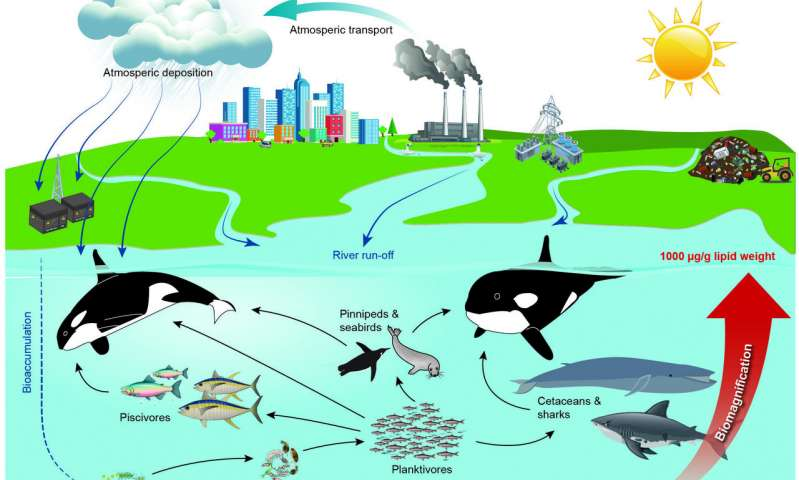 Atmosperic transport
Atmosperic deposition
River run-off
1000 µg/g lipid weight
Bioaccumulation
Pinnipeds &
seabirds
Biomagnification
Piscivores
Cetaceans &
sharks
Planktivores